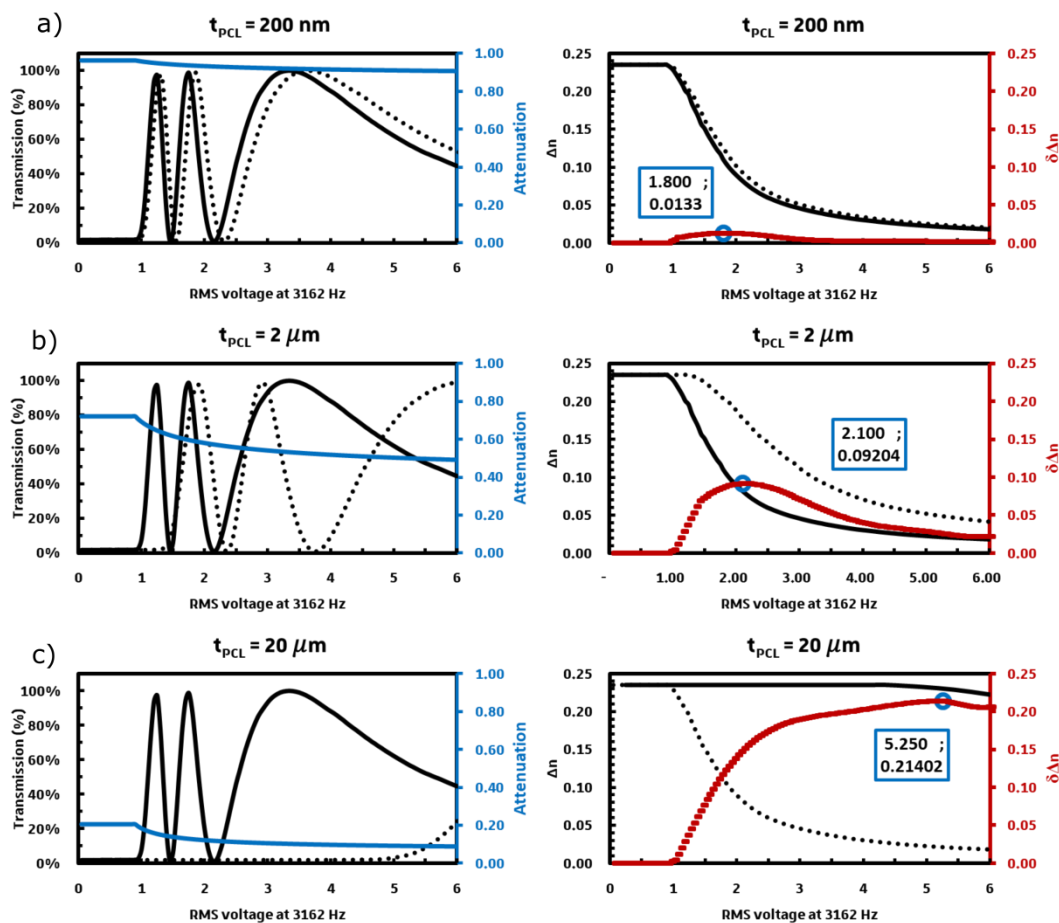 a)
t_PCL = 200 nm
Transmission (%)
100%
80%
60%
40%
20%
0%
1.00
0.80
0.60
0.40
0.20
0.00
Attenuation
0 1 2 3 4 5 6
RMS voltage at 3162 Hz
t_PCL = 200 nm
Δn
0.25
0.20
0.15
0.10
0.05
0.00
1.800 ;
0.0133
0.25
0.20
0.15
0.10
0.05
0.00
δΔn
0 1 2 3 4 5 6
RMS voltage at 3162 Hz
b)
t_PCL = 2 μm
Transmission (%)
100%
80%
60%
40%
20%
0%
1.00
0.80
0.60
0.40
0.20
0.00
Attenuation
0 1 2 3 4 5 6
RMS voltage at 3162 Hz
t_PCL = 2 μm
Δn
0.25
0.20
0.15
0.10
0.05
0.00
2.100 ;
0.09204
0.25
0.20
0.15
0.10
0.05
0.00
δΔn
- 1.00 2.00 3.00 4.00 5.00 6.00
RMS voltage at 3162 Hz
c)
t_PCL = 20 μm
Transmission (%)
100%
80%
60%
40%
20%
0%
1.00
0.80
0.60
0.40
0.20
0.00
Attenuation
0 1 2 3 4 5 6
RMS voltage at 3162 Hz
t_PCL = 20 μm
Δn
0.25
0.20
0.15
0.10
0.05
0.00
5.250 ;
0.21402
0.25
0.20
0.15
0.10
0.05
0.00
δΔn
0 1 2 3 4 5 6
RMS voltage at 3162 Hz